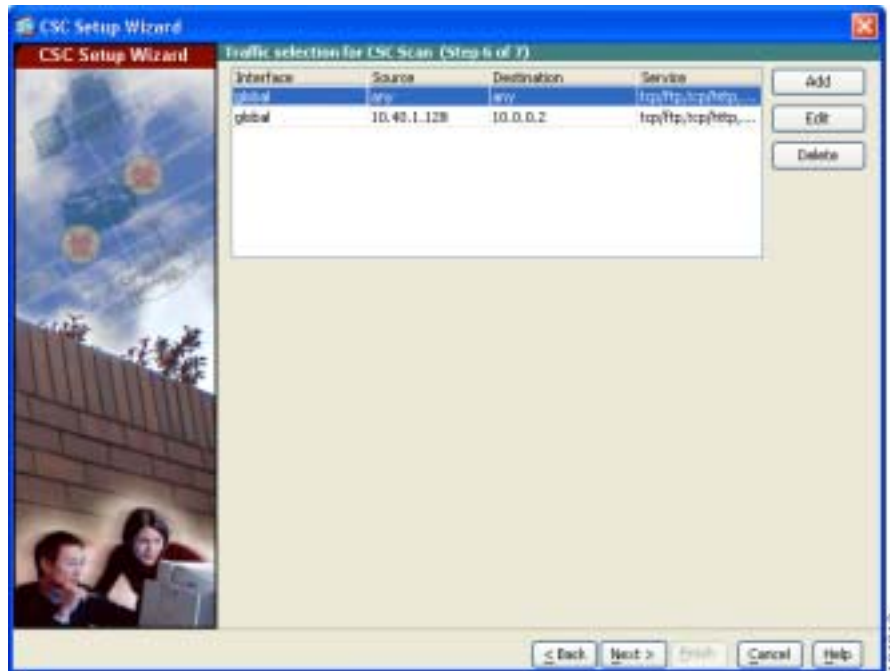 CSC Setup Wizard
CSC Setup Wizard
Traffic selection for CSC Scan (Step 6 of 7)
Interface Source Destination Service
global any any tcp/ftp,tcp/http,...
global 10.40.1.128 10.0.0.2 tcp/ftp,tcp/http,...
Add
Edit
Delete
< Back Next > Finish Cancel Help